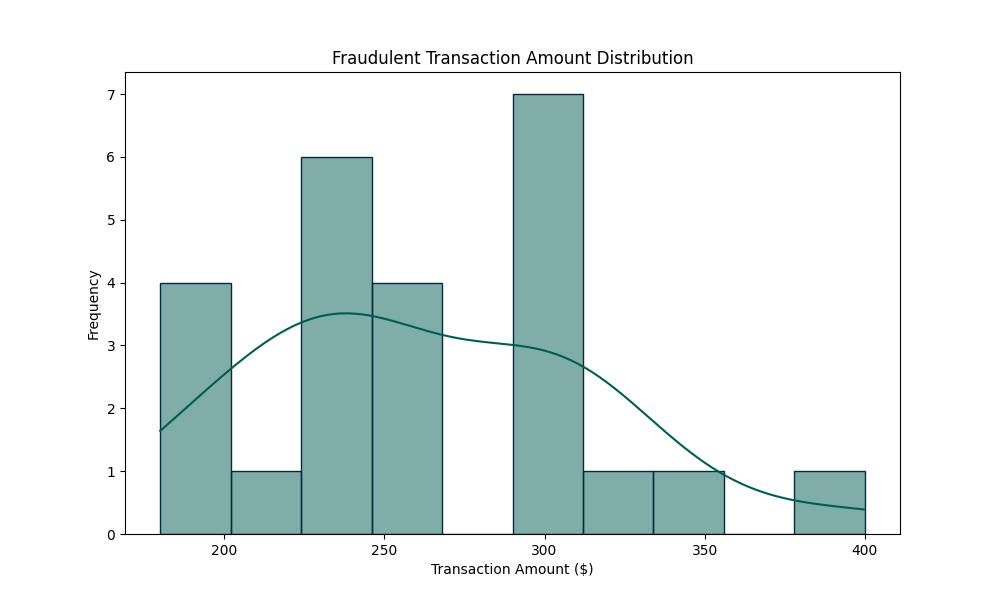 Fraudulent Transaction Amount Distribution
7
6
5
4
3
2
1
0
Frequency
200 250 300 350 400
Transaction Amount ($)